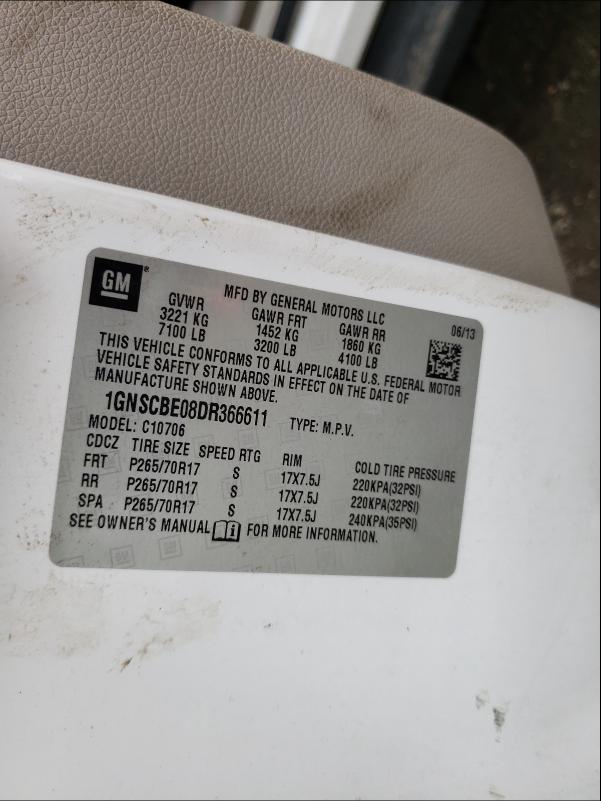 GM
MFD BY GENERAL MOTORS LLC
06/13
GVWR GAWR FRT GAWR RR
3221 KG 1452 KG 1860 KG
7100 LB 3200 LB 4100 LB
THIS VEHICLE CONFORMS TO ALL APPLICABLE U.S. FEDERAL MOTOR
VEHICLE SAFETY STANDARDS IN EFFECT ON THE DATE OF
MANUFACTURE SHOWN ABOVE.
1GNSCBE08DR366611 TYPE: M.P.V.
MODEL: C10706
CDCZ TIRE SIZE SPEED RTG RIM COLD TIRE PRESSURE
FRT P265/70R17 S 17X7.5J 220KPA(32PSI)
RR P265/70R17 S 17X7.5J 220KPA(32PSI)
SPA P265/70R17 S 17X7.5J 240KPA(35PSI)
SEE OWNER'S MANUAL FOR MORE INFORMATION.